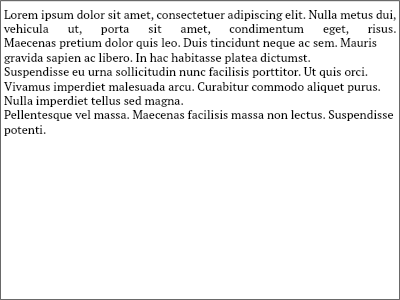 Lorem ipsum dolor sit amet, consectetuer adipiscing elit. Nulla metus dui,
vehicula ut, porta sit amet, condimentum eget, risus.
Maecenas pretium dolor quis leo. Duis tincidunt neque ac sem. Mauris
gravida sapien ac libero. In hac habitasse platea dictumst.
Suspendisse eu urna sollicitudin nunc facilisis porttitor. Ut quis orci.
Vivamus imperdiet malesuada arcu. Curabitur commodo aliquet purus.
Nulla imperdiet tellus sed magna.
Pellentesque vel massa. Maecenas facilisis massa non lectus. Suspendisse
potenti.